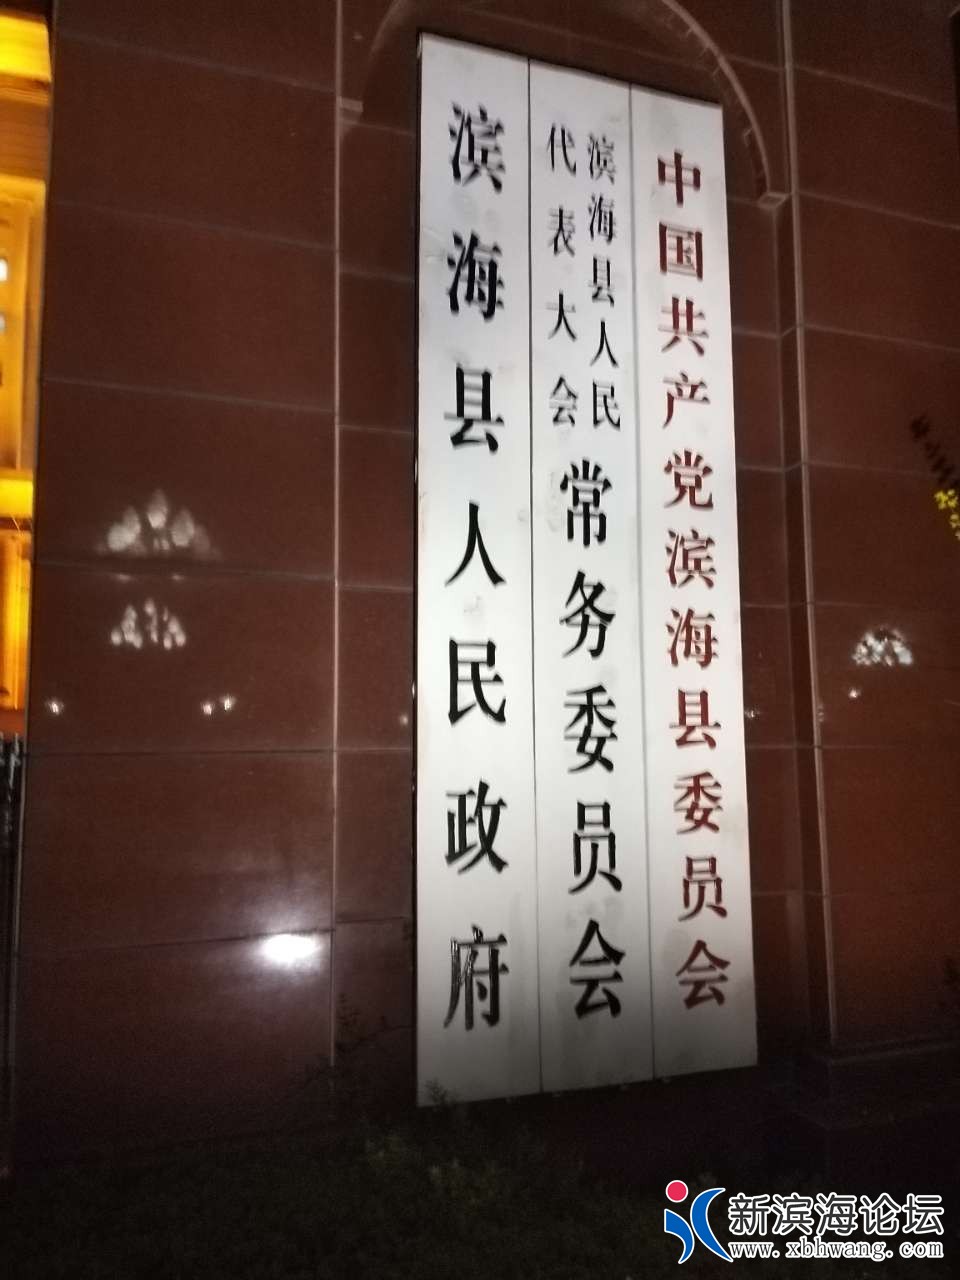 中国共产党滨海县委员会
滨海县人民
代表大会
常务委员会
滨海县人民政府
新滨海论坛
www.xbhwang.com